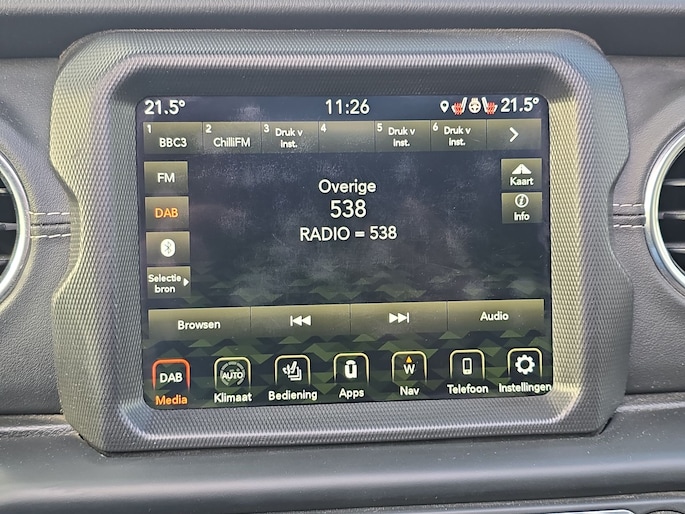 21.5°
11:26
21.5°
1 BBC3
2 ChilliFM
3 Druk v
inst.
4
5 Druk v
inst.
6 Druk v
inst.
FM
Kaart
Overige
DAB
538
Info
RADIO = 538
Selectie
bron
Browsen
Audio
DAB
AUTO
W
Media
Klimaat
Bediening
Apps
Nav
Telefoon
Instellingen